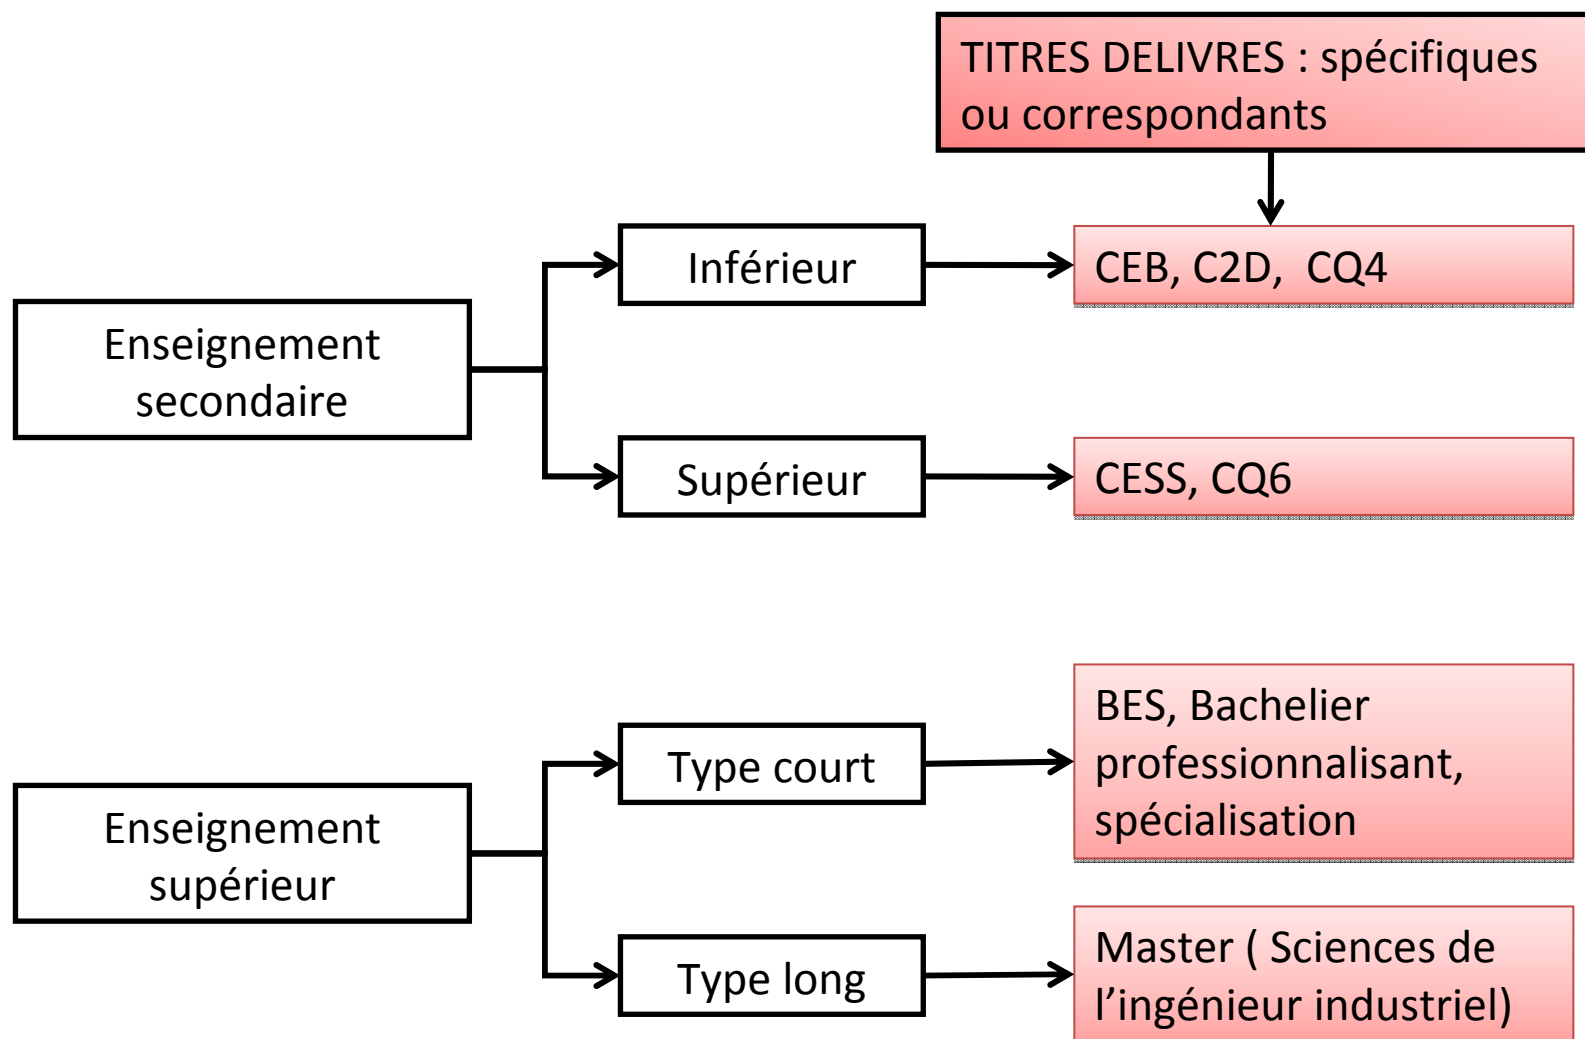 TITRES DELIVRES : spécifiques
ou correspondants
Enseignement
secondaire
Inférieur
CEB, C2D, CQ4
Supérieur
CESS, CQ6
Enseignement
supérieur
Type court
BES, Bachelier
professionnalisant,
spécialisation
Type long
Master ( Sciences de
l’ingénieur industriel)